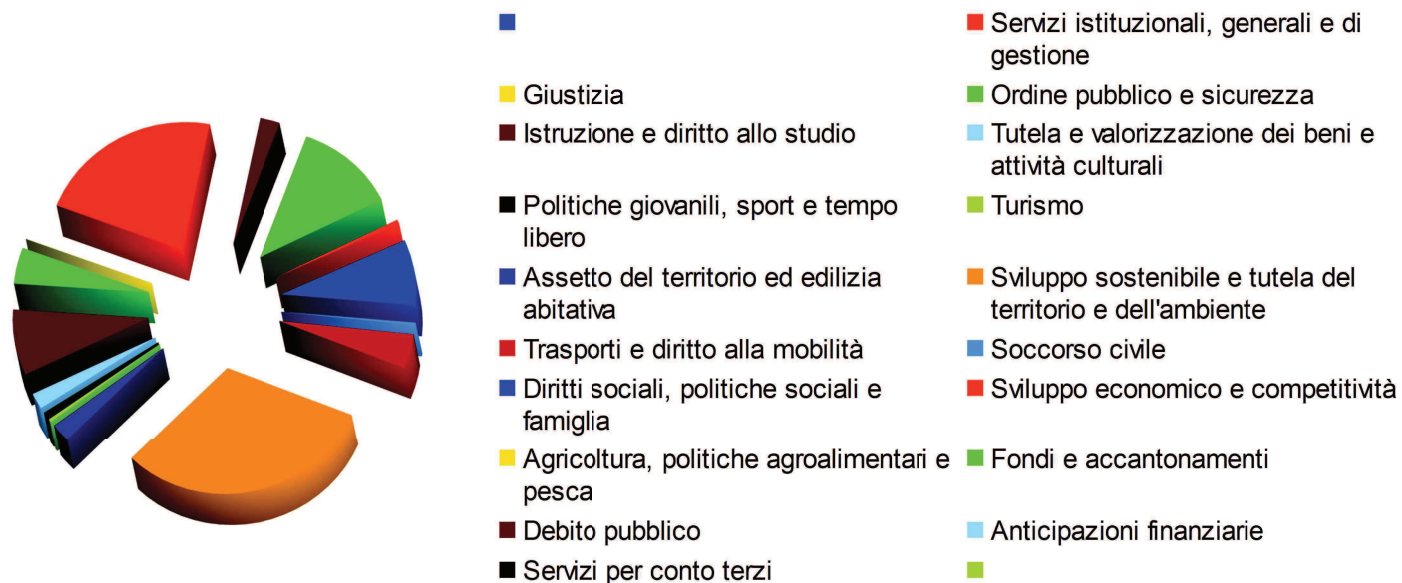 Servizi istituzionali, generali e di
gestione
Giustizia
Ordine pubblico e sicurezza
Istruzione e diritto allo studio
Tutela e valorizzazione dei beni e
attività culturali
Politiche giovanili, sport e tempo
libero
Turismo
Assetto del territorio ed edilizia
abitativa
Sviluppo sostenibile e tutela del
territorio e dell'ambiente
Trasporti e diritto alla mobilità
Soccorso civile
Diritti sociali, politiche sociali e
famiglia
Sviluppo economico e competitività
Agricoltura, politiche agroalimentari e
pesca
Fondi e accantonamenti
Debito pubblico
Anticipazioni finanziarie
Servizi per conto terzi